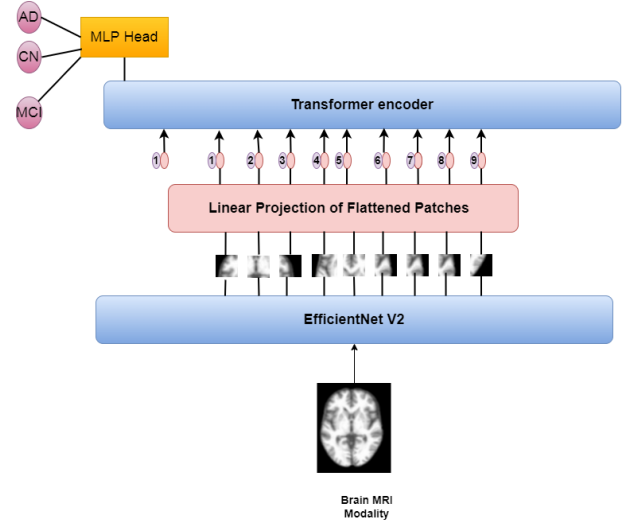 AD
MLP Head
CN
MCI
Transformer encoder
1 1 2 3 4 5 6 7 8 9
Linear Projection of Flattened Patches
EfficientNet V2
Brain MRI
Modality